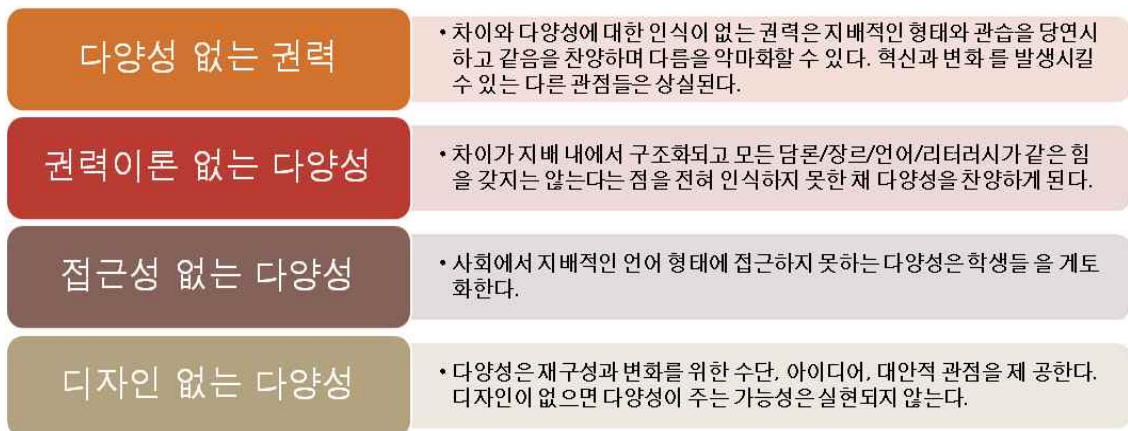 다양성 없는 권력
• 차이와 다양성에 대한 인식이 없는 권력은 지배적인 형태와 관습을 당연시
하고 같음을 찬양하며 다름을 악마화할 수 있다. 혁신과 변화 를 발생시킬
수 있는 다른 관점들은 상실된다.
권력이론 없는 다양성
• 차이가 지배 내에서 구조화되고 모든 담론/장르/언어/리터러시가 같은 힘
을 갖지는 않는다는 점을 전혀 인식하지 못한 채 다양성을 찬양하게 된다.
접근성 없는 다양성
• 사회에서 지배적인 언어 형태에 접근하지 못하는 다양성은 학생들 을 게토
화한다.
디자인 없는 다양성
• 다양성은 재구성과 변화를 위한 수단, 아이디어, 대안적 관점을 제 공한다.
디자인이 없으면 다양성이 주는 가능성은 실현되지 않는다.